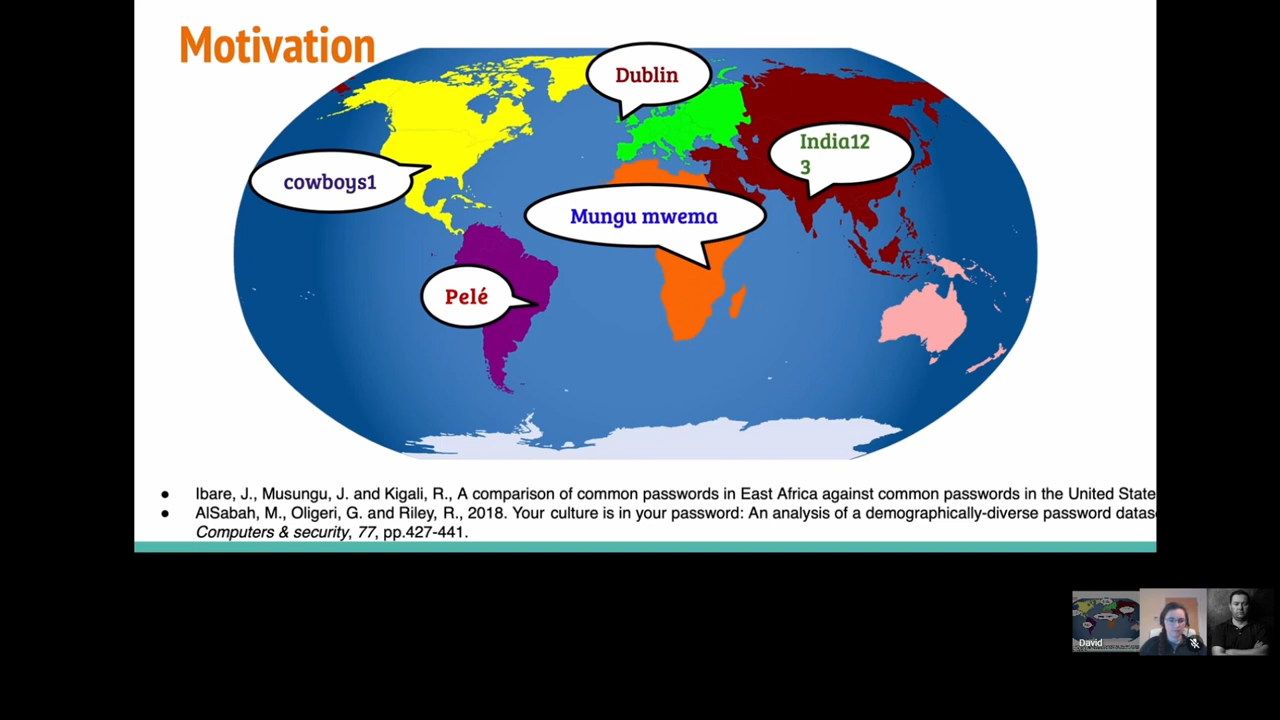 Motivation
Dublin
India12
3
cowboys1
Mungu mwema
Pelé
● Ibare, J., Musungu, J. and Kigali, R., A comparison of common passwords in East Africa against common passwords in the United State
● AlSabah, M., Oligeri, G. and Riley, R., 2018. Your culture is in your password: An analysis of a demographically-diverse password datas
Computers & security, 77, pp.427-441.
David